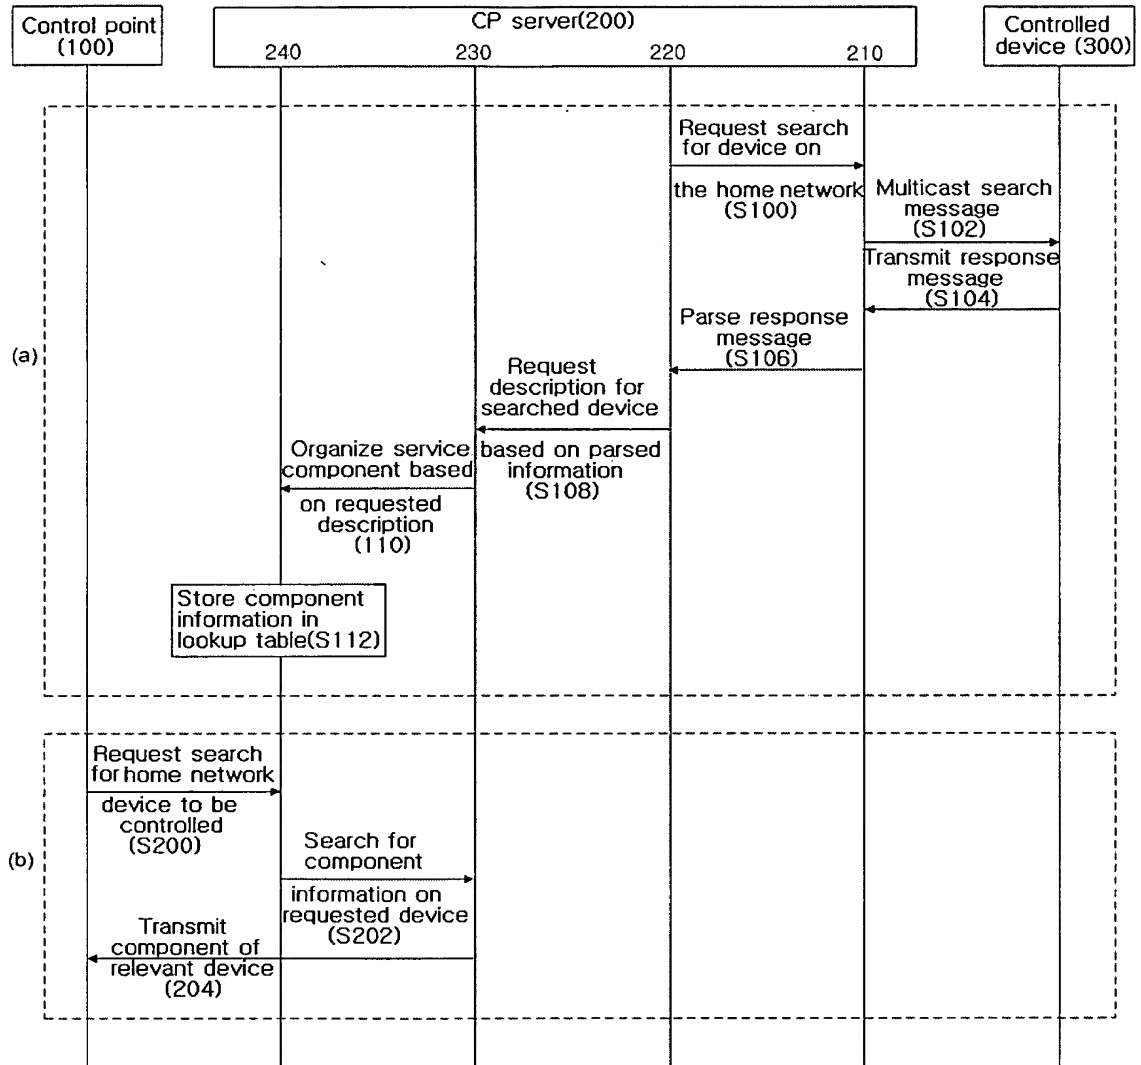 Control point
(100)
CP server(200)
240
230
220
210
Controlled
device (300)
(a)
Request search
for device on
the home network
(S100)
Multicast search
message
(S102)
Transmit response
message
(S104)
Parse response
message
(S106)
Request
description for
searched device
based on parsed
information
(S108)
Organize service
component based
on requested
description
(110)
Store component
information in
lookup table(S112)
(b)
Request search
for home network
device to be
controlled
(S200)
Search for
component
information on
requested device
(S202)
Transmit
component of
relevant device
(204)